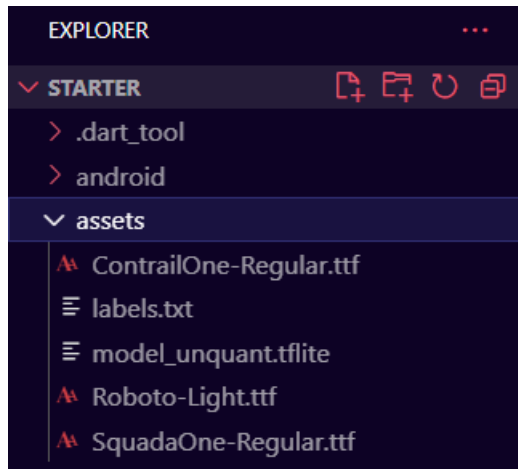 EXPLORER
STARTER
.dart_tool
android
assets
ContrailOne-Regular.ttf
labels.txt
model_unquant.tflite
Roboto-Light.ttf
SquadaOne-Regular.ttf